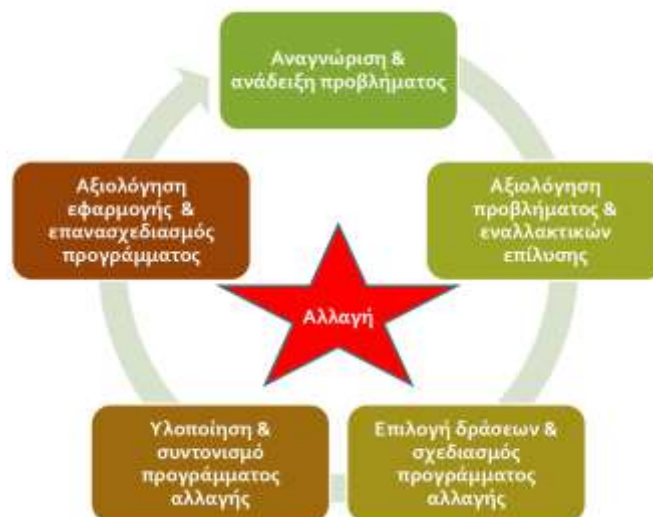 Αναγνώριση &
ανάδειξη προβλήματος
Αξιολόγηση
προβλήματος &
εναλλακτικών
επίλυσης
Επιλογή δράσεων &
σχεδιασμός
προγράμματος
αλλαγής
Υλοποίηση &
συντονισμό
προγράμματος
αλλαγής
Αξιολόγηση
εφαρμογής &
επανασχεδιασμός
προγράμματος
Αλλαγή